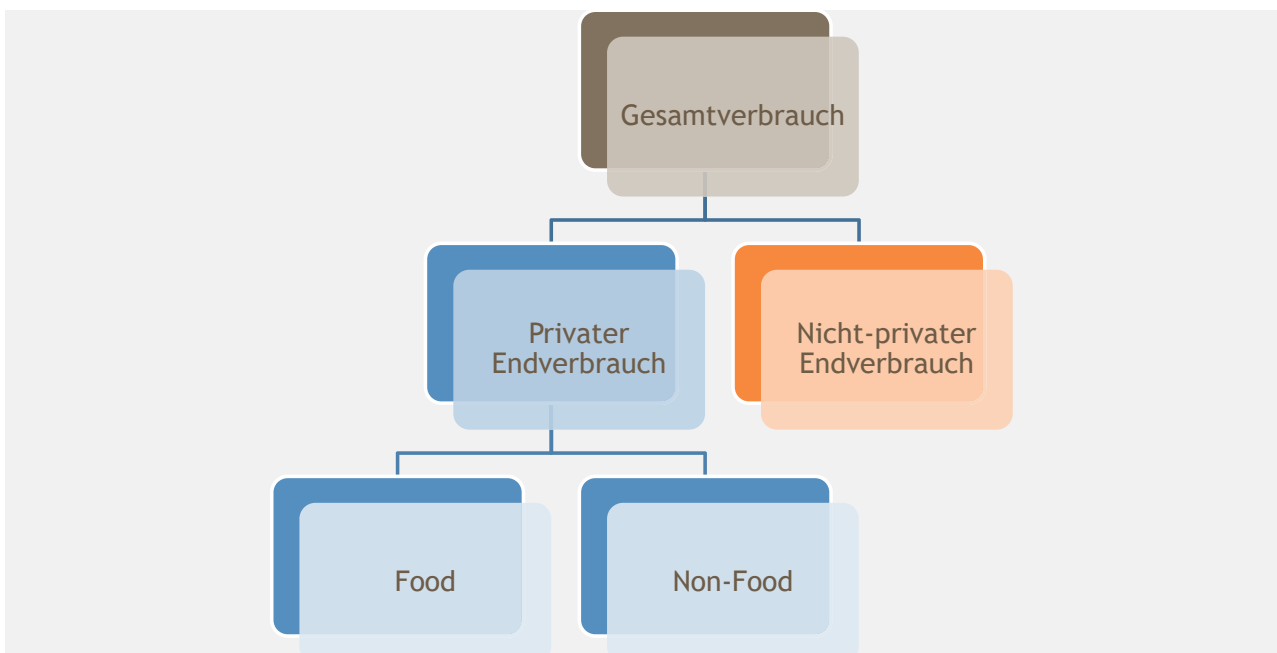 Gesamtverbrauch
Privater
Endverbrauch
Nicht-privater
Endverbrauch
Food
Non-Food